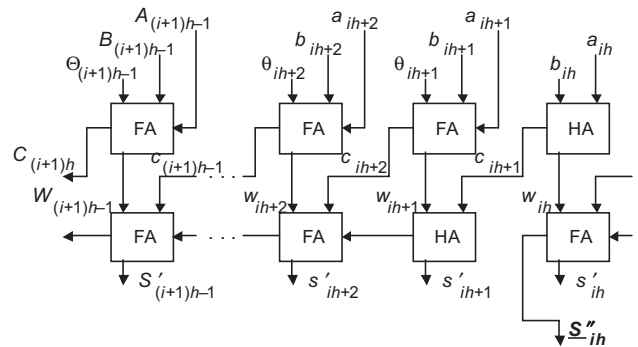 A(i+1)h–1 a ih+2 a ih+1 a ih
B(i+1)h–1 b ih+2 b ih+1 b ih
Θ(i+1)h–1 θ ih+2 θ ih+1
FA FA FA HA
C(i+1)h c(i+1)h–1 . . . c ih+2 c ih+1
W(i+1)h–1 w ih+2 w ih+1 w ih
FA . . . FA HA FA
S′(i+1)h–1 s′ih+2 s′ih+1 s′ih
S″ih